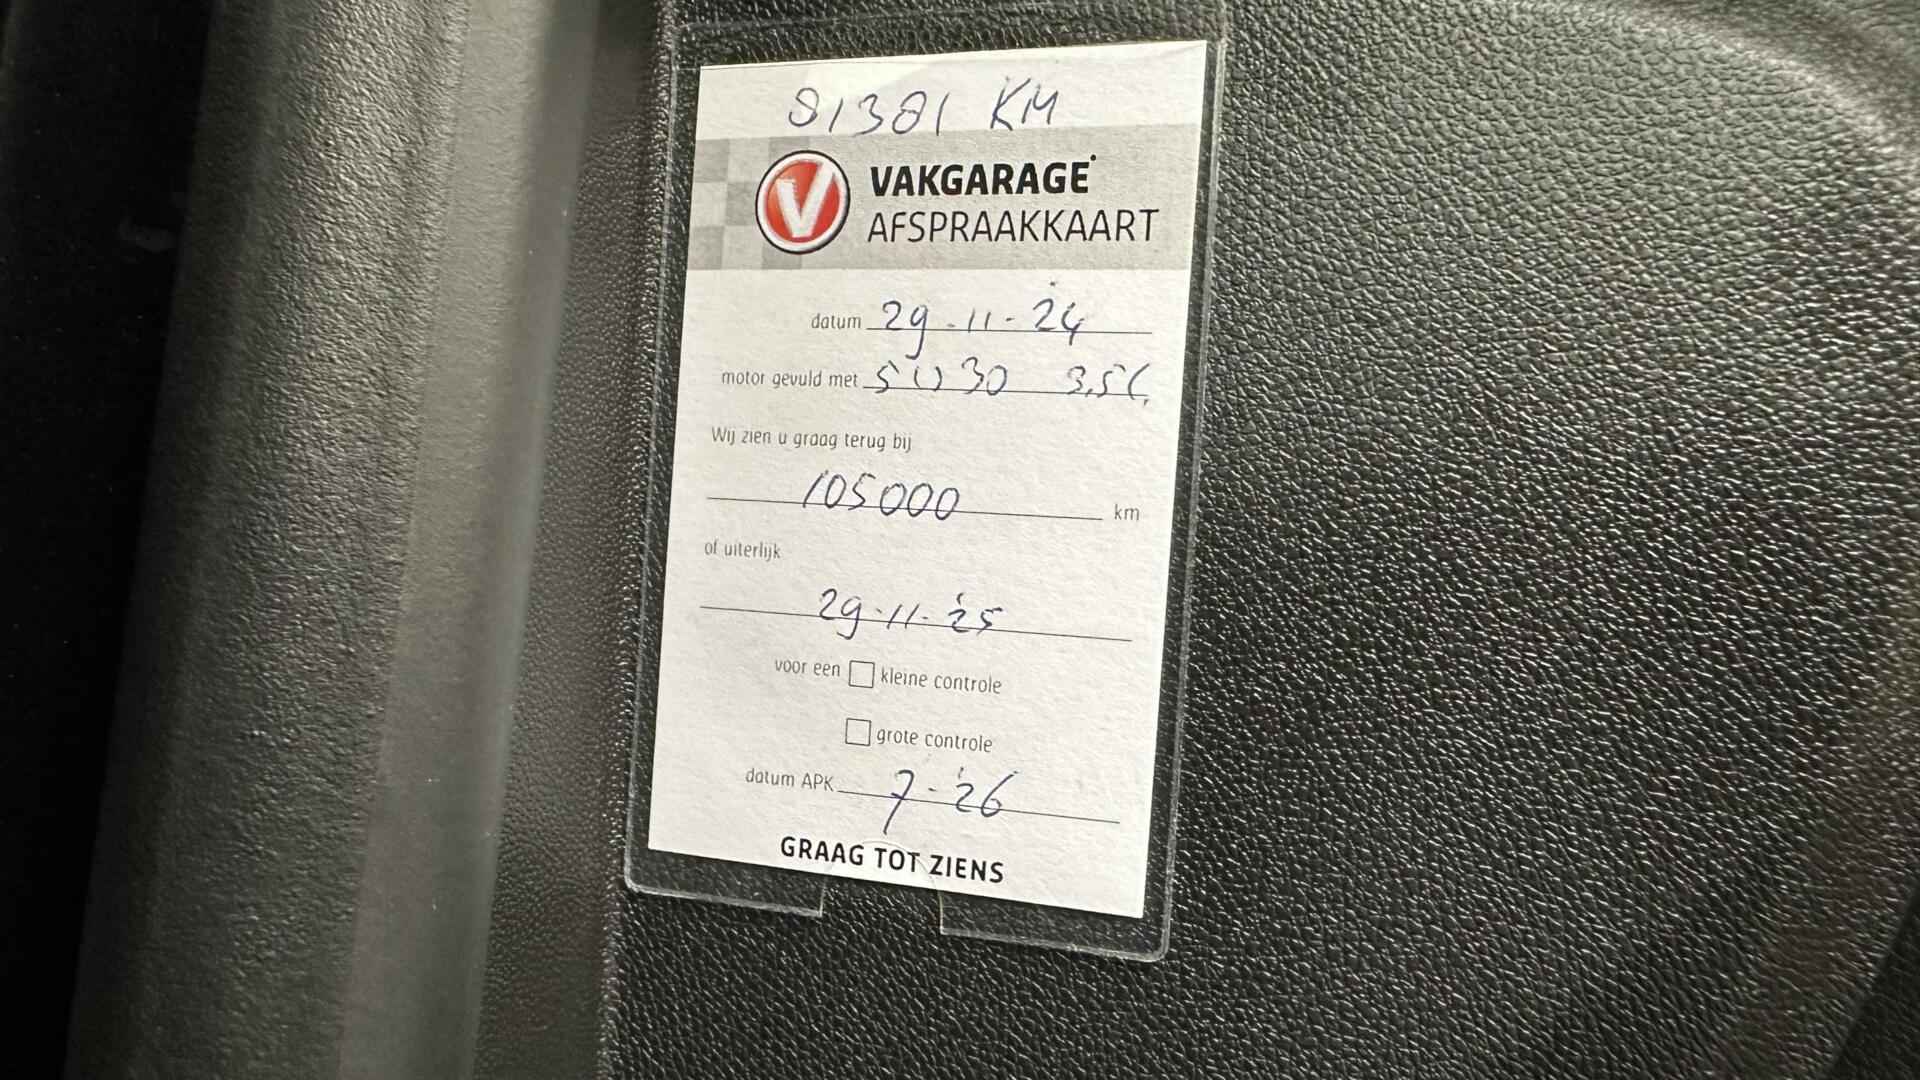 81381 KM
VAKGARAGE
AFSPRAAKKAART
datum 29-11-'24
motor gevuld met 5W30 3,5L
Wij zien u graag terug bij
105000 km
of uiterlijk
29-11-'25
voor een kleine controle
grote controle
datum APK 7-'26
GRAAG TOT ZIENS